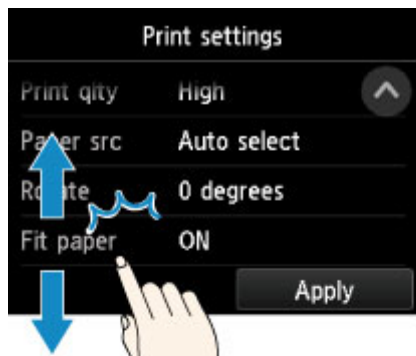 Print settings
Print qlty High
Paper src Auto select
Rotate 0 degrees
Fit paper ON
Apply